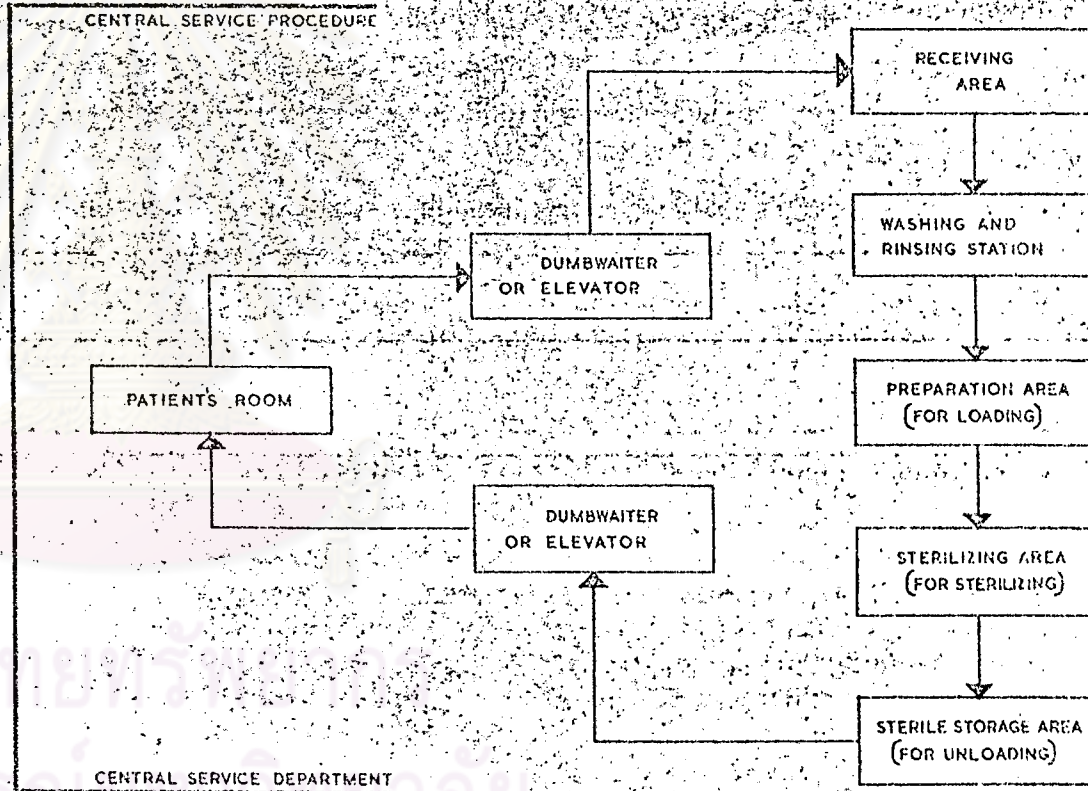 CENTRAL SERVICE PROCEDURE
RECEIVING
AREA
WASHING AND
RINSING STATION
DUMBWAITER
OR ELEVATOR
PATIENTS ROOM
PREPARATION AREA
(FOR LOADING)
DUMBWAITER
OR ELEVATOR
STERILIZING AREA
(FOR STERILIZING)
STERILE STORAGE AREA
(FOR UNLOADING)
CENTRAL SERVICE DEPARTMENT